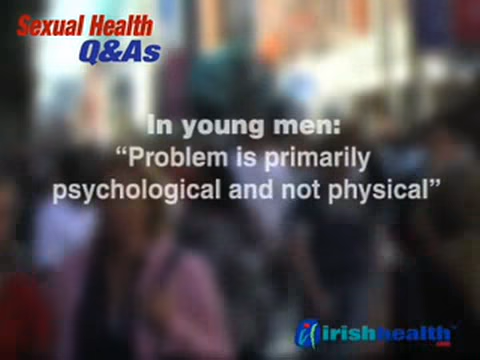 Sexual Health
Q&As
In young men:
“Problem is primarily
psychological and not physical”
irishhealth